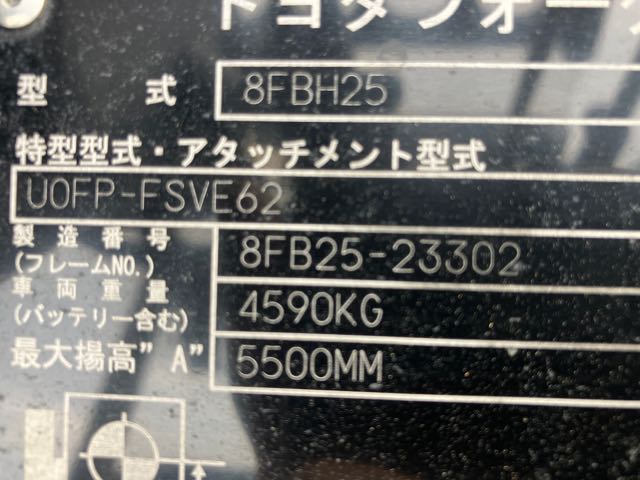 トヨタフォーク
型 式 8FBH25
特型型式・アタッチメント型式
UOFP-FSVE62
製造番号 8FB25-23302
(フレームNO.)
車両重量 4590KG
(バッテリー含む)
最大揚高"A" 5500MM